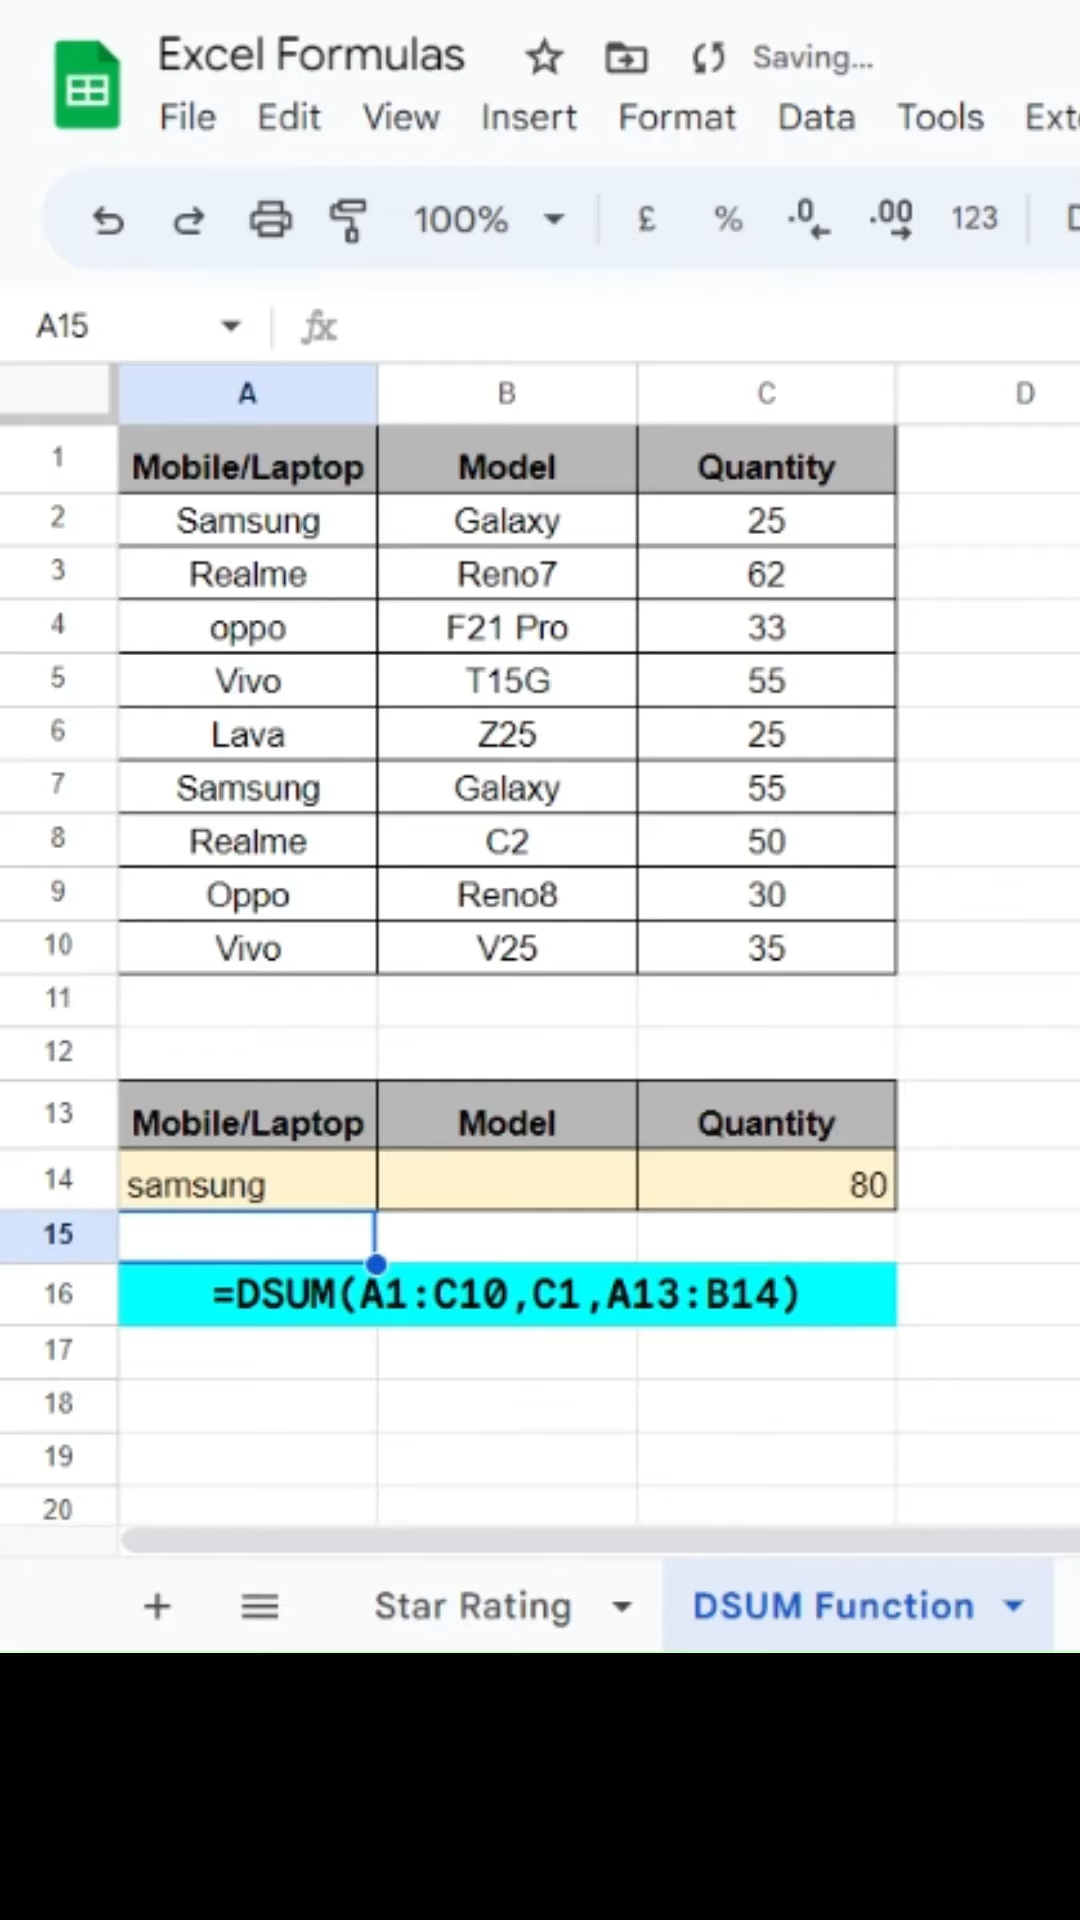 Excel Formulas Saving...
File Edit View Insert Format Data Tools Exte
100% £ % .0 .00 123
A15 fx
A B C D
1 Mobile/Laptop Model Quantity
2 Samsung Galaxy 25
3 Realme Reno7 62
4 oppo F21 Pro 33
5 Vivo T15G 55
6 Lava Z25 25
7 Samsung Galaxy 55
8 Realme C2 50
9 Oppo Reno8 30
10 Vivo V25 35
11
12
13 Mobile/Laptop Model Quantity
14 samsung 80
15
16 =DSUM(A1:C10,C1,A13:B14)
17
18
19
20
+ Star Rating DSUM Function